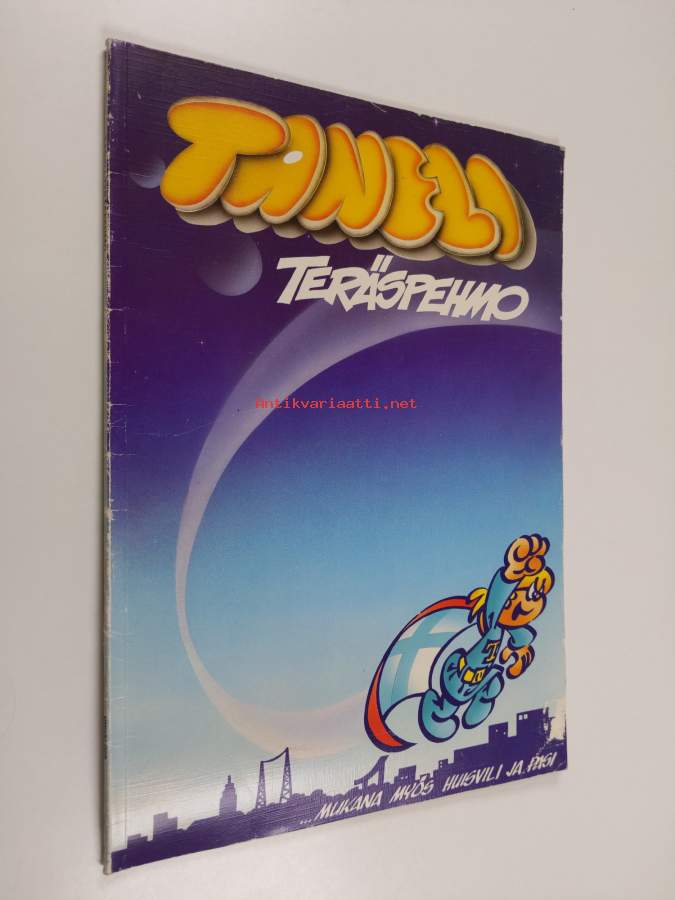 TANELI
TERÄSPEHMO
Antikvariaatti.net
...MUKANA MYÖS HUISVILI JA PASI